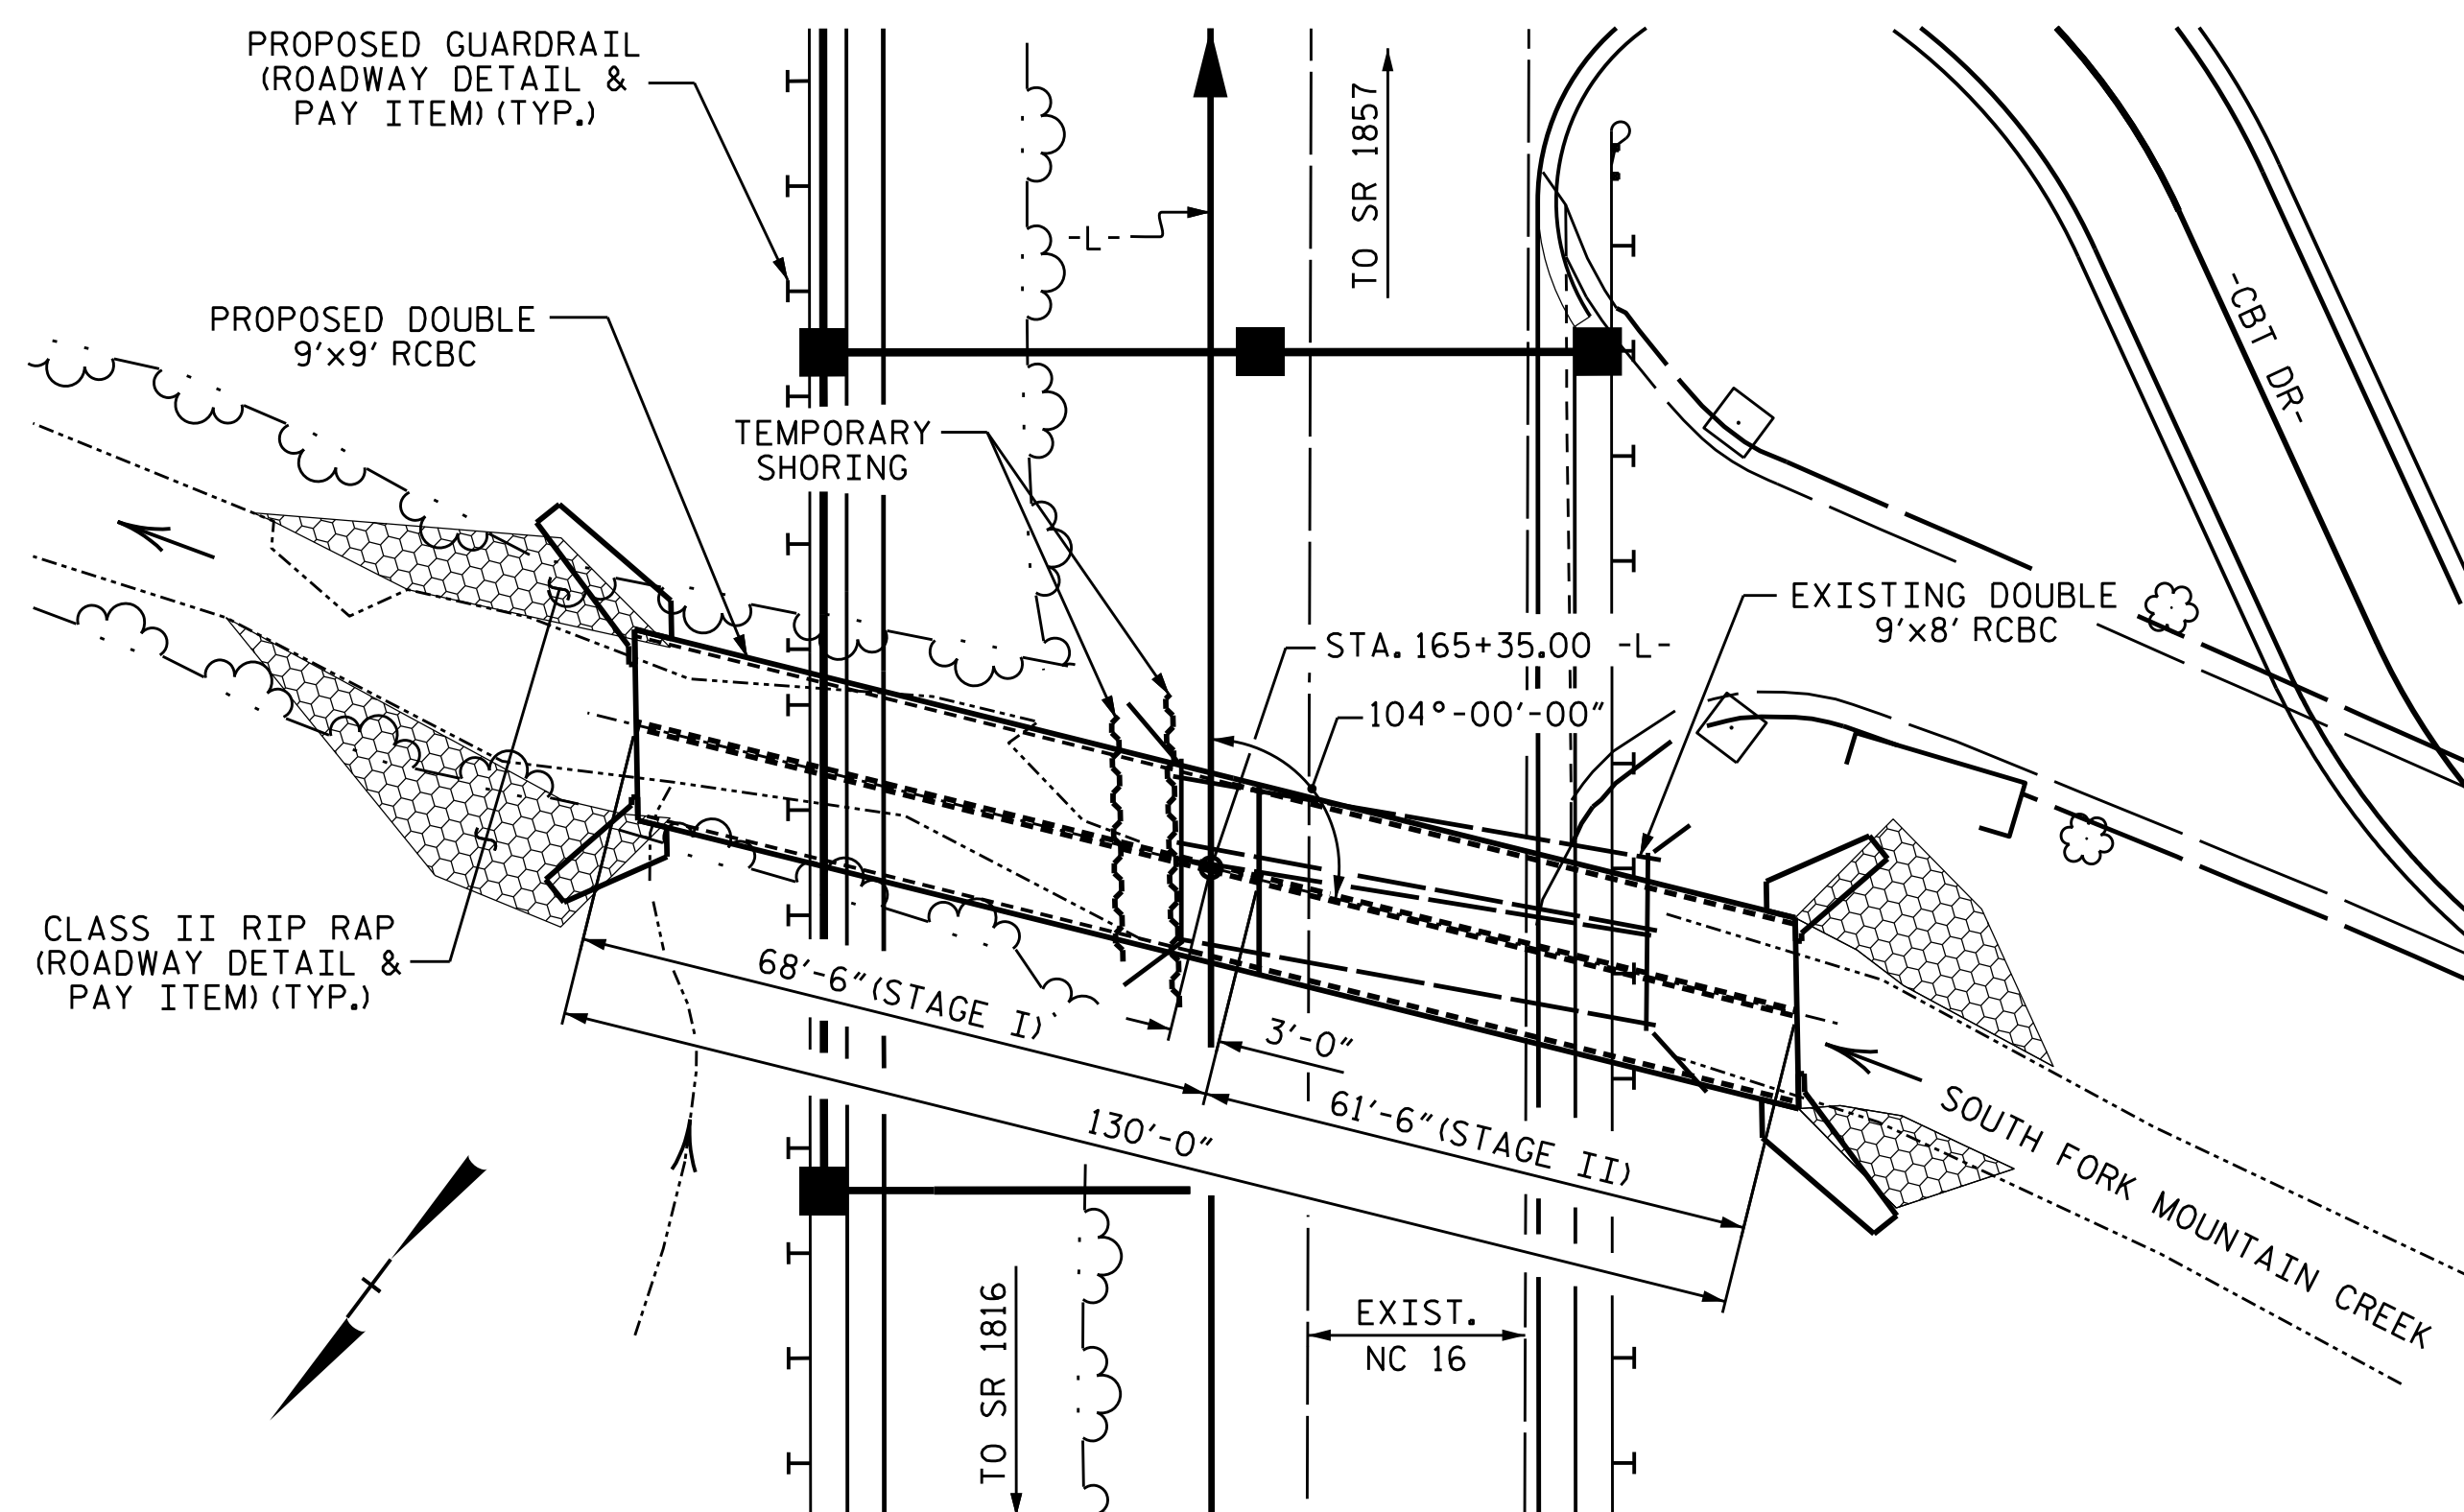 PROPOSED GUARDRAIL
(ROADWAY DETAIL &
PAY ITEM)(TYP.)
TO SR 1857
-L-
-CBT DR-
PROPOSED DOUBLE
9'x9' RCBC
TEMPORARY
SHORING
EXISTING DOUBLE
9'x8' RCBC
STA. 165+35.00 -L-
104°-00'-00"
CLASS II RIP RAP
(ROADWAY DETAIL &
PAY ITEM)(TYP.)
68'-6"(STAGE I)
3'-0"
61'-6"(STAGE II)
130'-0"
SOUTH FORK MOUNTAIN CREEK
TO SR 1816
EXIST.
NC 16